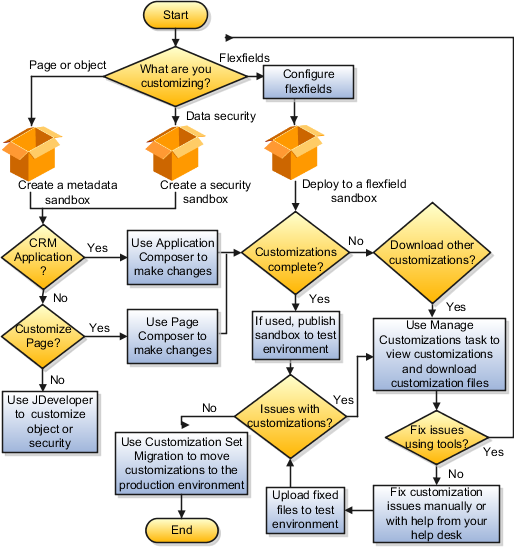 Start
What are you
customizing?
Page or object
Flexfields
Configure
flexfields
Data security
Create a metadata
sandbox
Create a security
sandbox
Deploy to a flexfield
sandbox
CRM
Application
?
Yes
Use Application
Composer to
make changes
Customizations
complete?
No
Download other
customizations?
No
Yes
Yes
Customize
Page?
Yes
Use Page
Composer to
make changes
If used, publish
sandbox to test
environment
Use Manage
Customizations task to
view customizations
and download
customization files
No
Use JDeveloper
to customize
object or
security
No
Issues with
customizations?
Yes
Fix issues
using tools?
Yes
Use Customization Set
Migration to move
customizations to the
production environment
No
Upload fixed
files to test
environment
Fix customization
issues manually or
with help from your
help desk
End